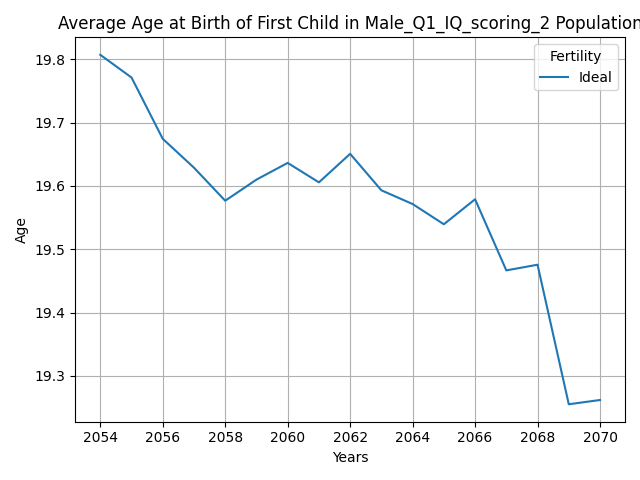 Average Age at Birth of First Child in Male_Q1_IQ_scoring_2 Population
Fertility
Ideal
Age
19.8
19.7
19.6
19.5
19.4
19.3
2054 2056 2058 2060 2062 2064 2066 2068 2070
Years